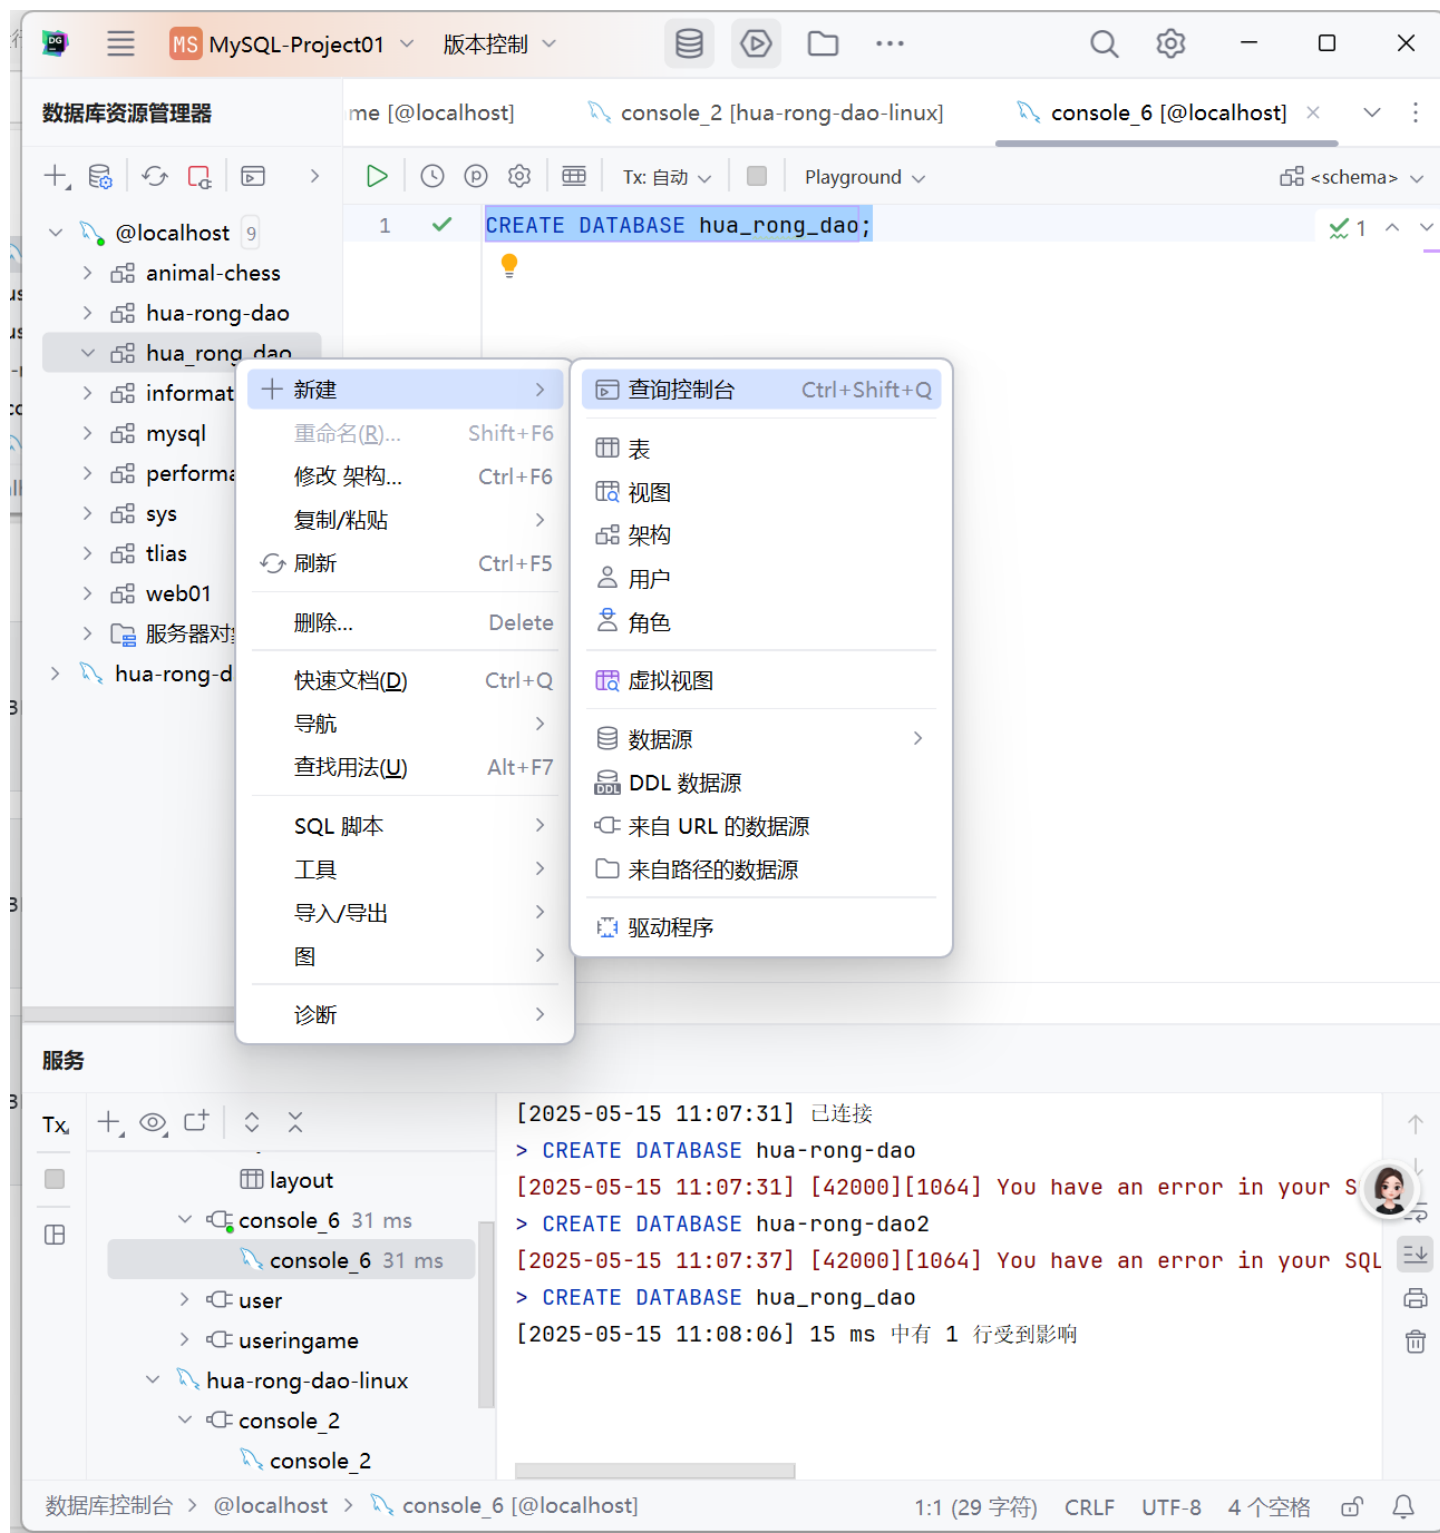 DG
MS MySQL-Project01 版本控制
数据库资源管理器
me [@localhost] console_2 [hua-rong-dao-linux] console_6 [@localhost]
Tx: 自动 Playground <schema>
1 CREATE DATABASE hua_rong_dao; 1
@localhost 9
animal-chess
hua-rong-dao
hua_rong_dao
informat
mysql
performa
sys
tlias
web01
服务器对
hua-rong-d
新建
重命名(R)... Shift+F6
修改 架构... Ctrl+F6
复制/粘贴
刷新 Ctrl+F5
删除... Delete
快速文档(D) Ctrl+Q
导航
查找用法(U) Alt+F7
SQL 脚本
工具
导入/导出
图
诊断
查询控制台 Ctrl+Shift+Q
表
视图
架构
用户
角色
虚拟视图
数据源
DDL 数据源
来自 URL 的数据源
来自路径的数据源
驱动程序
服务
Tx
layout
console_6 31 ms
console_6 31 ms
user
useringame
hua-rong-dao-linux
console_2
console_2
[2025-05-15 11:07:31] 已连接
> CREATE DATABASE hua-rong-dao
[2025-05-15 11:07:31] [42000][1064] You have an error in your S
> CREATE DATABASE hua-rong-dao2
[2025-05-15 11:07:37] [42000][1064] You have an error in your SQL
> CREATE DATABASE hua_rong_dao
[2025-05-15 11:08:06] 15 ms 中有 1 行受到影响
数据库控制台 > @localhost > console_6 [@localhost] 1:1 (29 字符) CRLF UTF-8 4 个空格